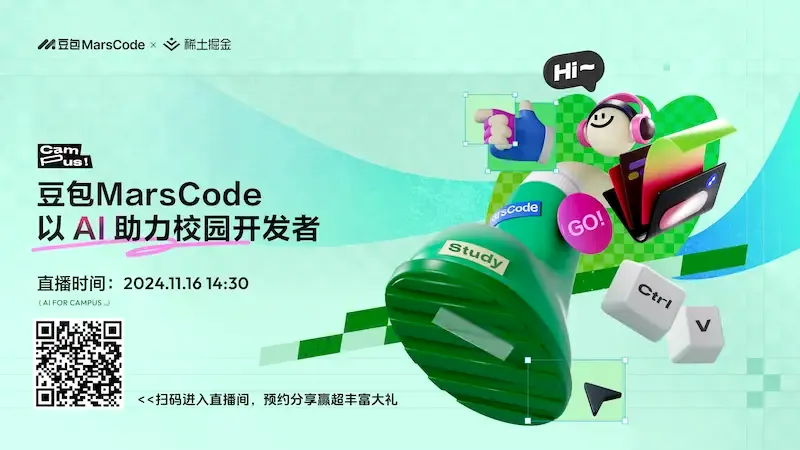 豆包MarsCode × 稀土掘金
Hi~
Cam
Pus!
豆包MarsCode
以 AI 助力校园开发者
直播时间：2024.11.16 14:30
( AI FOR CAMPUS ...)
<<扫码进入直播间，预约分享赢超丰富大礼
MarsCode
GO!
Study
Ctrl
V